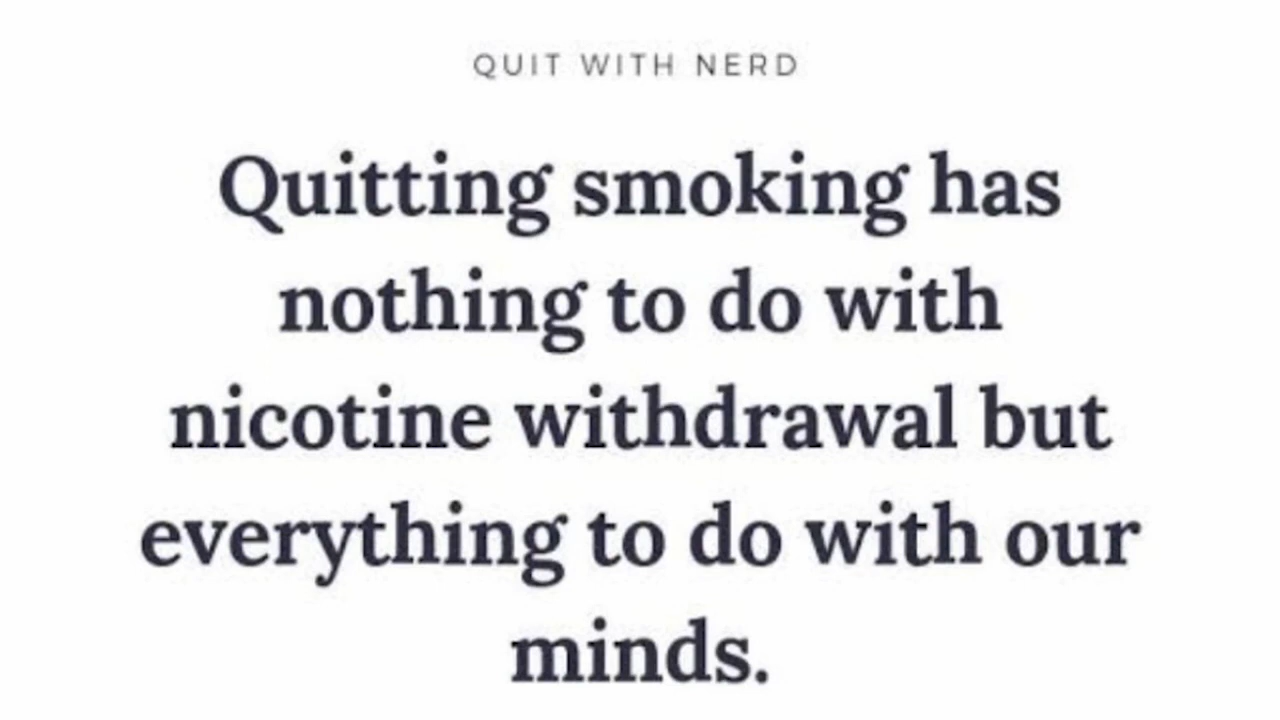 QUIT WITH NERD
Quitting smoking has
nothing to do with
nicotine withdrawal but
everything to do with our
minds.